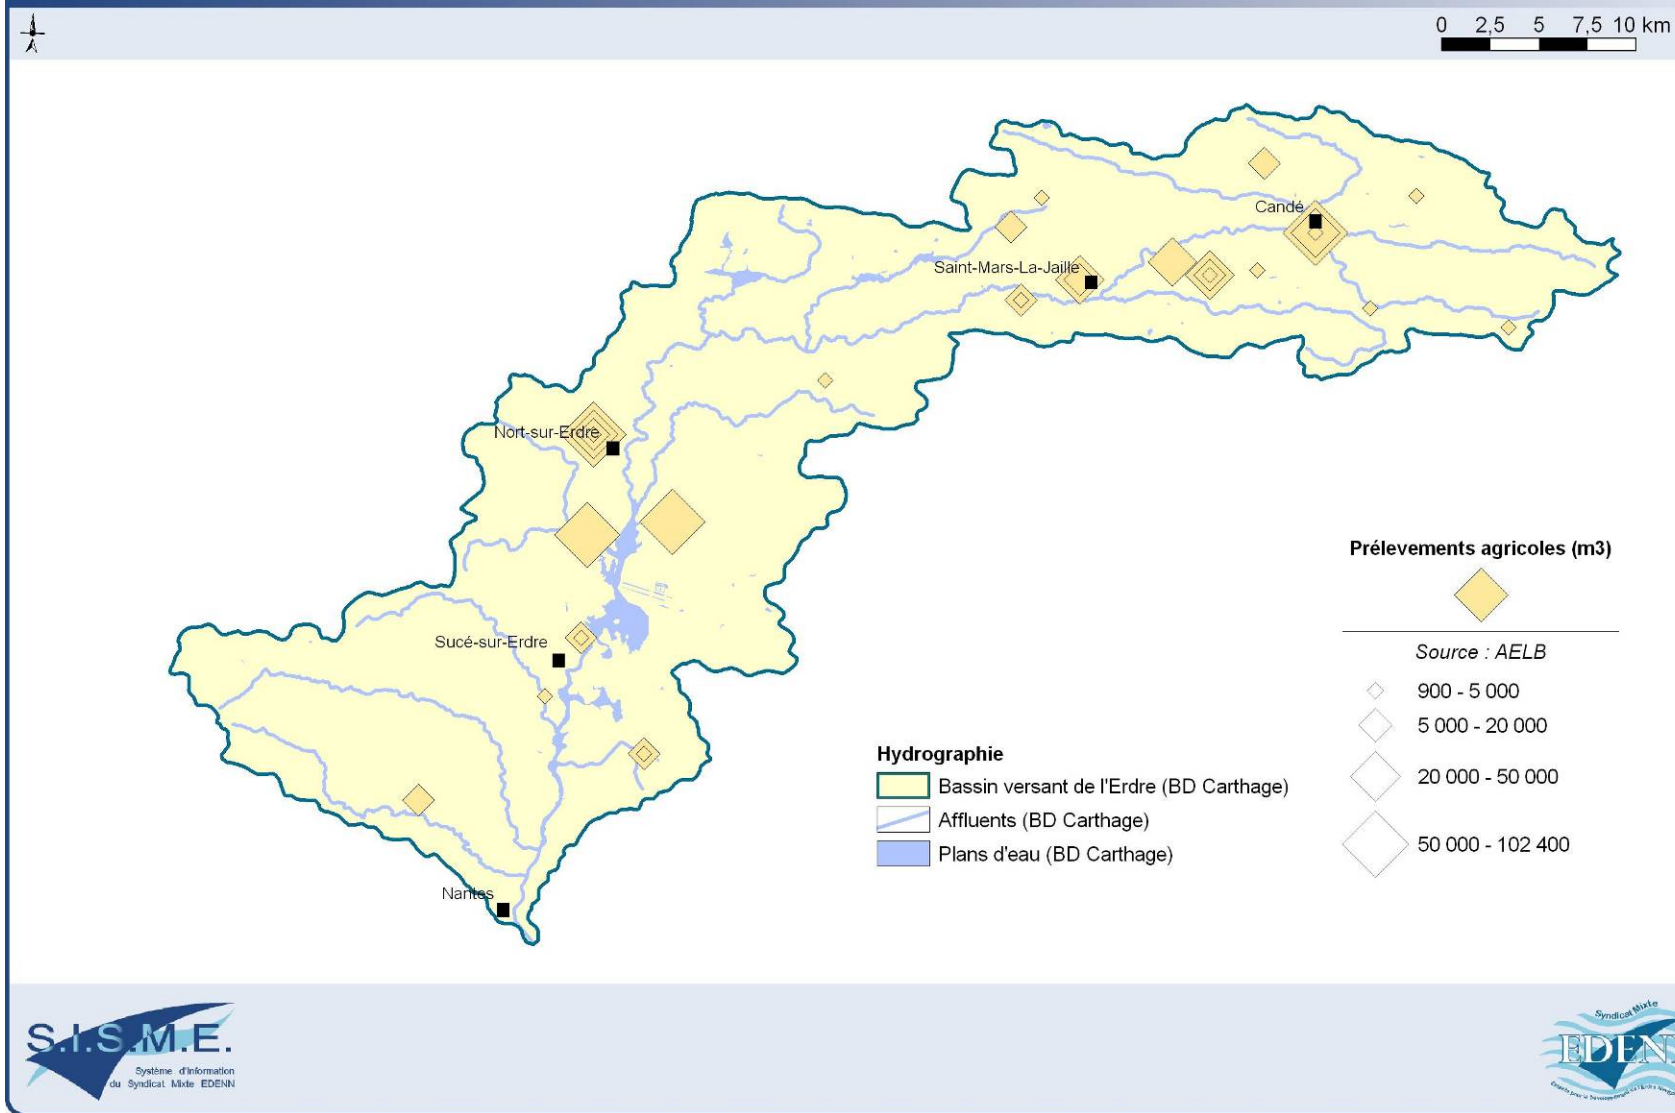 0 2,5 5 7,5 10 km
Candé
Saint-Mars-La-Jaille
Nort-sur-Erdre
Sucé-sur-Erdre
Nantes
Prélevements agricoles (m3)
Source : AELB
900 - 5 000
5 000 - 20 000
20 000 - 50 000
50 000 - 102 400
Hydrographie
Bassin versant de l'Erdre (BD Carthage)
Affluents (BD Carthage)
Plans d'eau (BD Carthage)
S.I.S.M.E.
Système d'Information
du Syndicat Mixte EDENN
Syndicat Mixte
EDEN